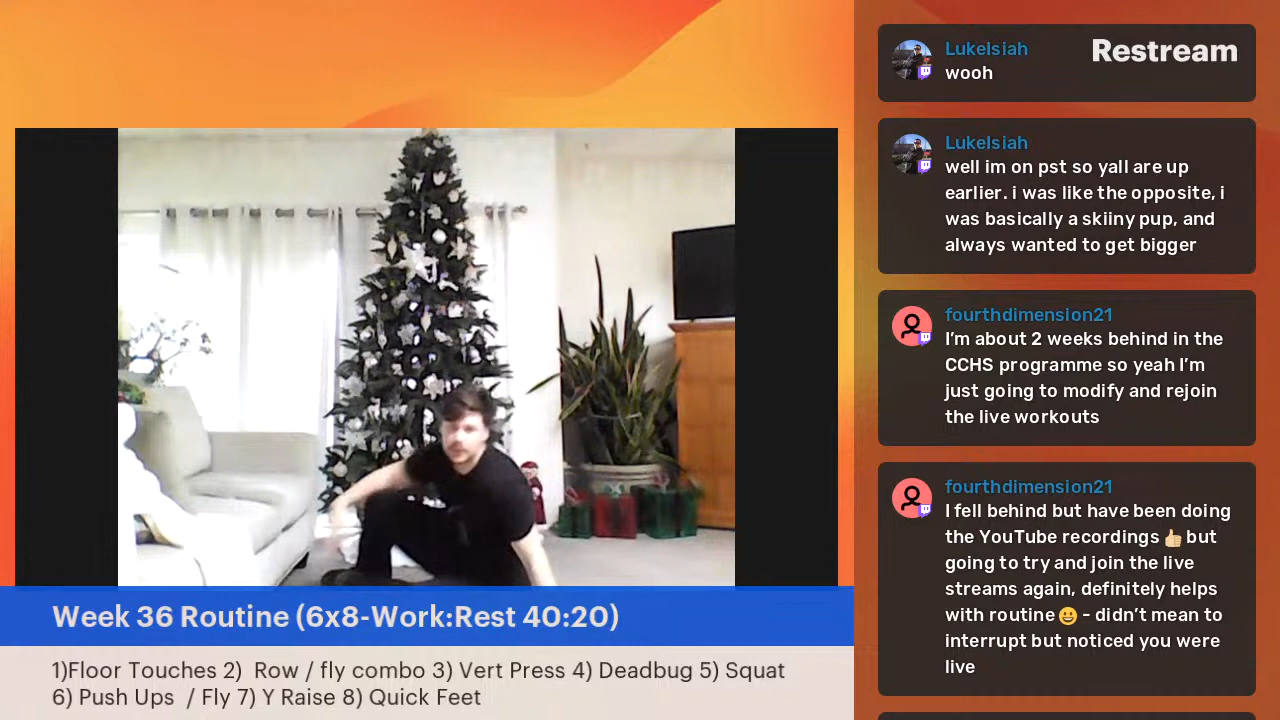 LukeIsiah
wooh
Restream
LukeIsiah
well im on pst so yall are up
earlier. i was like the opposite, i
was basically a skiiny pup, and
always wanted to get bigger
fourthdimension21
I'm about 2 weeks behind in the
CCHS programme so yeah I'm
just going to modify and rejoin
the live workouts
fourthdimension21
I fell behind but have been doing
the YouTube recordings 👍🏼 but
going to try and join the live
streams again, definitely helps
with routine 😀 - didn't mean to
interrupt but noticed you were
live
Week 36 Routine (6x8-Work:Rest 40:20)
1)Floor Touches 2) Row / fly combo 3) Vert Press 4) Deadbug 5) Squat
6) Push Ups / Fly 7) Y Raise 8) Quick Feet